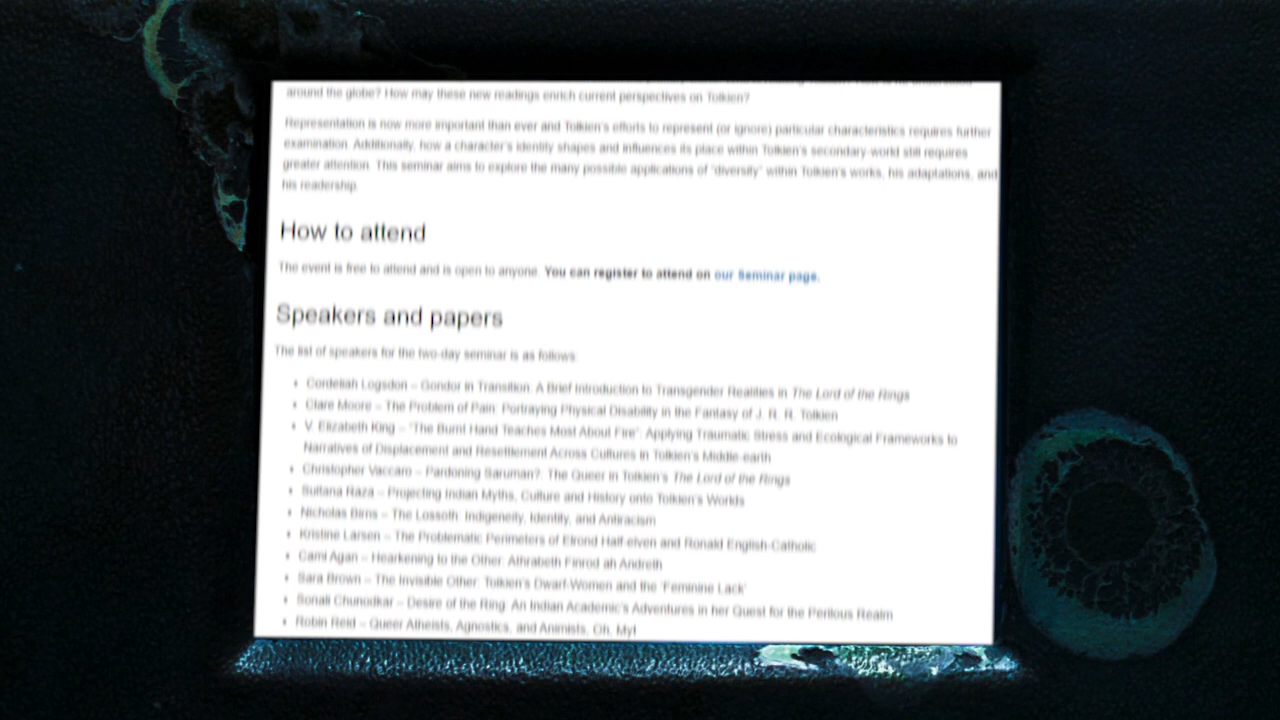 around the globe? How may these new readings enrich current perspectives on Tolkien?
Representation is now more important than ever and Tolkien's efforts to represent (or ignore) particular characteristics requires further
examination. Additionally, how a character's identity shapes and influences its place within Tolkien's secondary-world still requires
greater attention. This seminar aims to explore the many possible applications of "diversity" within Tolkien's works, his adaptations, and
his readership.
How to attend
The event is free to attend and is open to anyone. You can register to attend on our Seminar page.
Speakers and papers
The list of speakers for the two-day seminar is as follows:
• Cordeliah Logsdon – Gondor in Transition: A Brief Introduction to Transgender Realities in The Lord of the Rings
• Clare Moore – The Problem of Pain: Portraying Physical Disability in the Fantasy of J. R. R. Tolkien
• V. Elizabeth King – "The Burnt Hand Teaches Most About Fire": Applying Traumatic Stress and Ecological Frameworks to
Narratives of Displacement and Resettlement Across Cultures in Tolkien's Middle-earth
• Christopher Vaccaro – Pardoning Saruman?: The Queer in Tolkien's The Lord of the Rings
• Sultana Raza – Projecting Indian Myths, Culture and History onto Tolkien's Worlds
• Nicholas Birns – The Lossoth: Indigeneity, Identity, and Antiracism
• Kristine Larsen – The Problematic Perimeters of Elrond Half-elven and Ronald English-Catholic
• Cami Agan – Hearkening to the Other: Athrabeth Finrod ah Andreth
• Sara Brown – The Invisible Other: Tolkien's Dwarf-Women and the 'Feminine Lack'
• Sonali Chunodkar – Desire of the Ring: An Indian Academic's Adventures in her Quest for the Perilous Realm
• Robin Reid – Queer Atheists, Agnostics, and Animists, Oh, My!